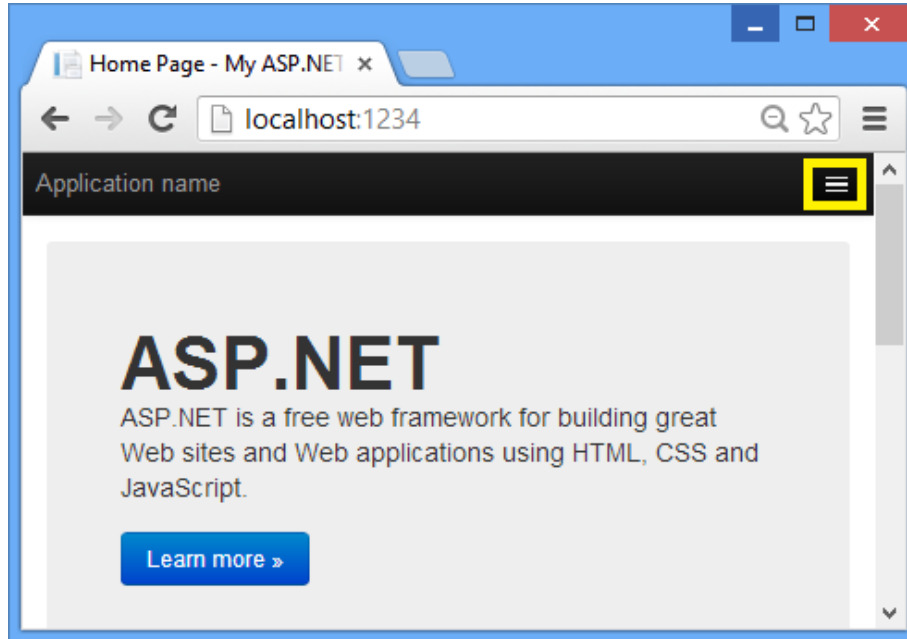 Home Page - My ASP.NET
localhost:1234
Application name
ASP.NET
ASP.NET is a free web framework for building great
Web sites and Web applications using HTML, CSS and
JavaScript.
Learn more »